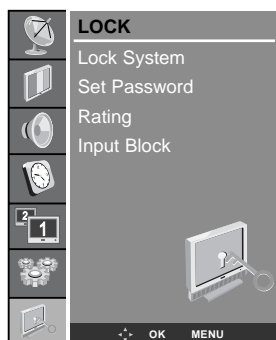 LOCK
Lock System
Set Password
Rating
Input Block
2
1
OK MENU